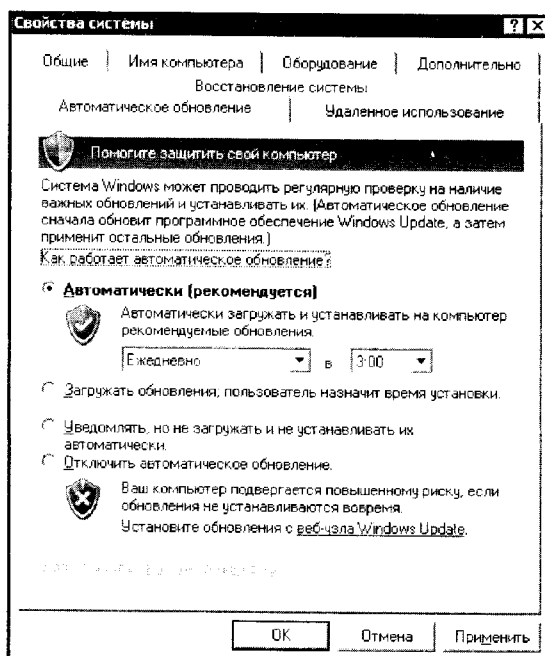 Свойства системы
Общие Имя компьютера Оборудование Дополнительно
Восстановление системы
Автоматическое обновление Удаленное использование
Помогите защитить свой компьютер
Система Windows может проводить регулярную проверку на наличие
важных обновлений и устанавливать их. (Автоматическое обновление
сначала обновит программное обеспечение Windows Update, а затем
применит остальные обновления.)
Как работает автоматическое обновление?
Автоматически (рекомендуется)
Автоматически загружать и устанавливать на компьютер
рекомендуемые обновления.
Ежедневно в 3:00
Загружать обновления; пользователь назначит время установки.
Уведомлять, но не загружать и не устанавливать их
автоматически.
Отключить автоматическое обновление.
Ваш компьютер подвергается повышенному риску, если
обновления не устанавливаются вовремя.
Установите обновления с веб-узла Windows Update.
OK Отмена Применить